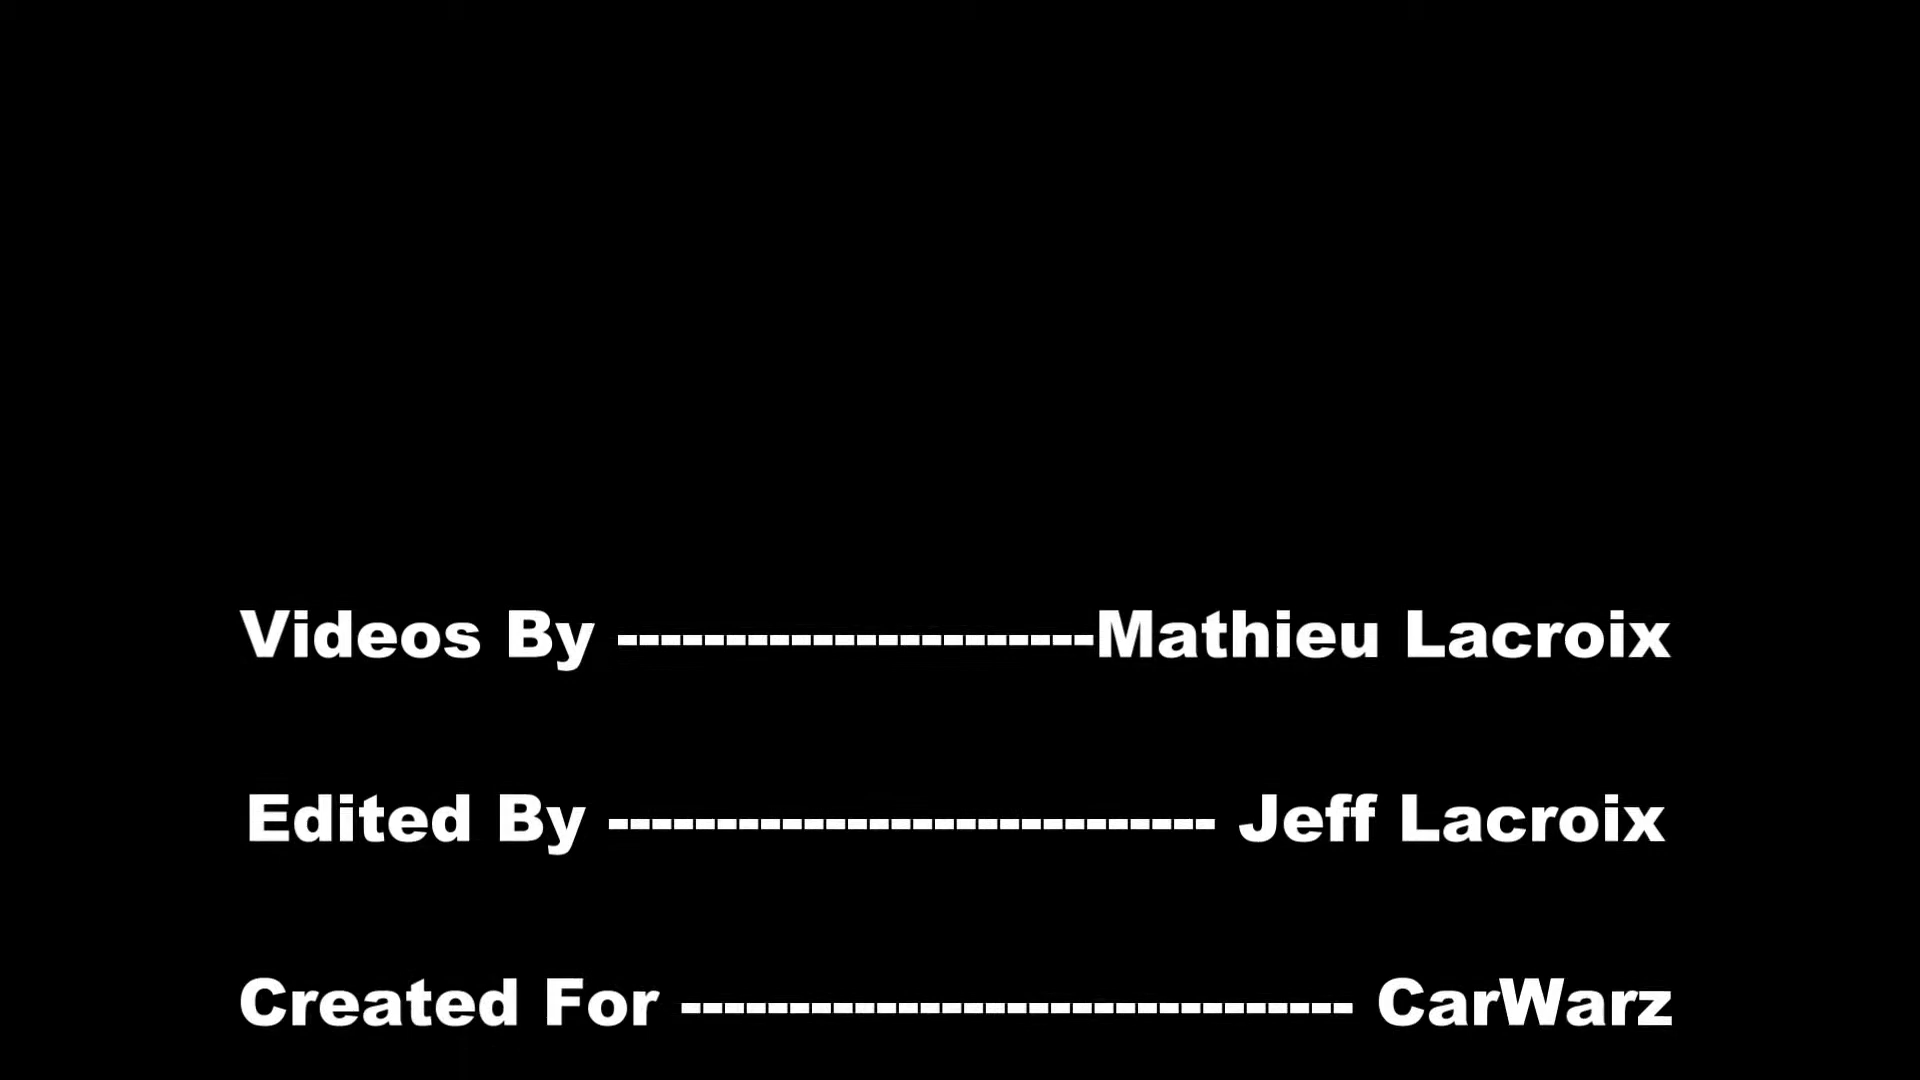 Videos By ----------------------Mathieu Lacroix
Edited By ---------------------------- Jeff Lacroix
Created For ------------------------------- CarWarz